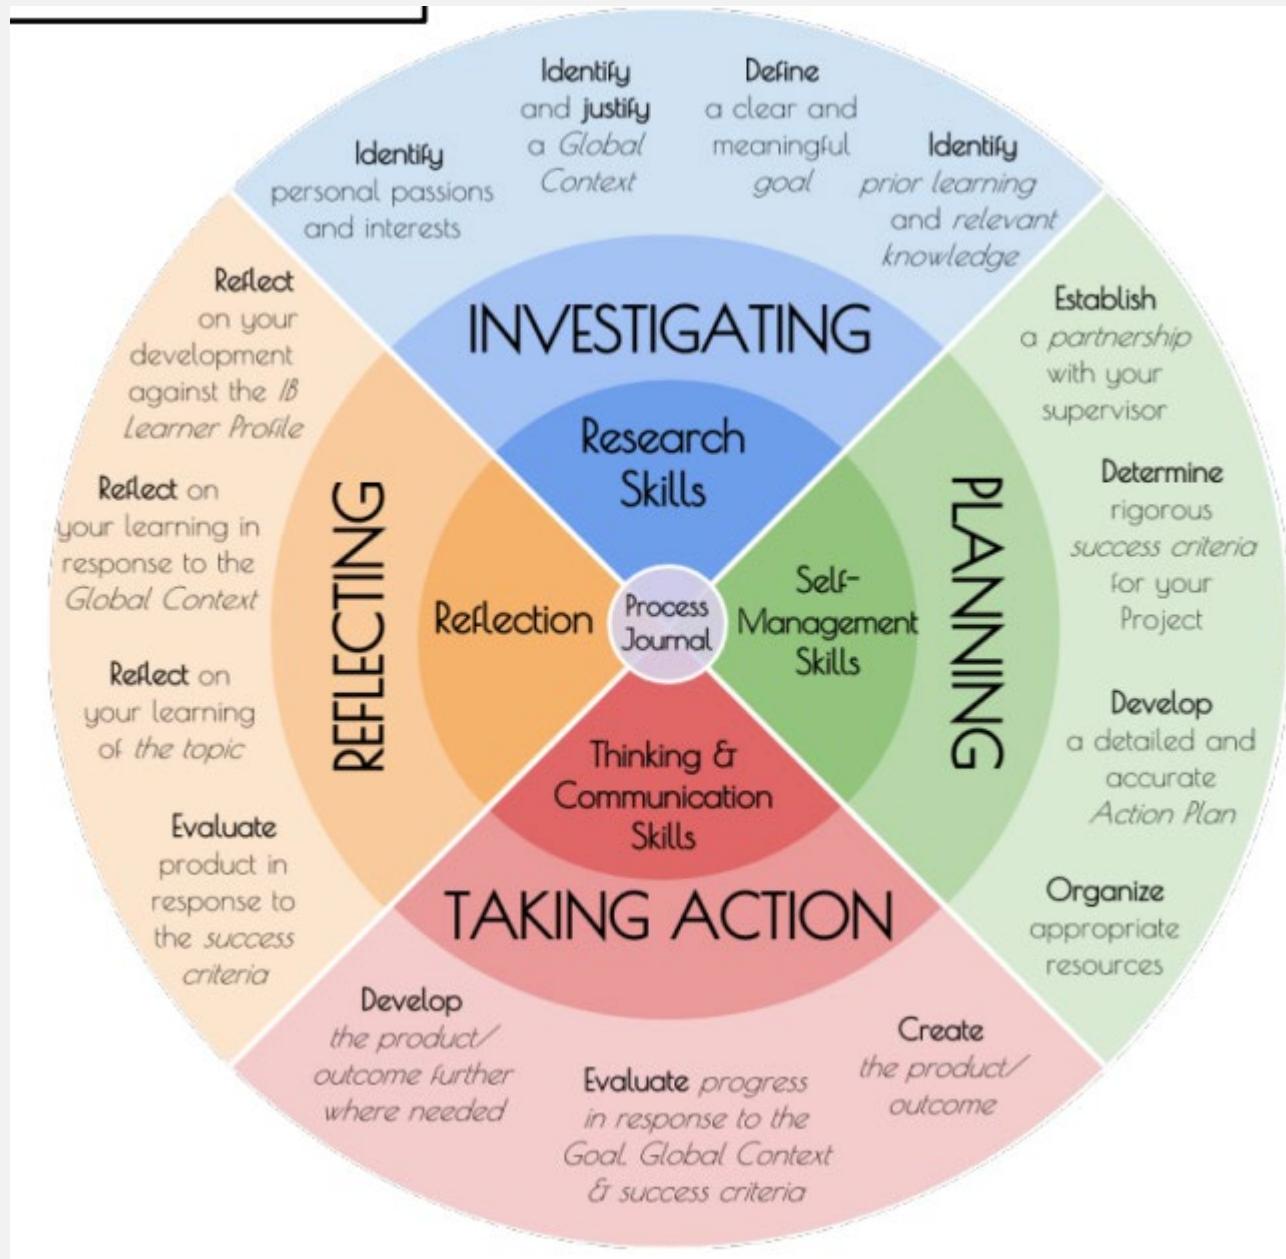 Identify
personal passions
and interests
Identify
and justify
a Global
Context
Define
a clear and
meaningful
goal
Identify
prior learning
and relevant
knowledge
INVESTIGATING
Research
Skills
Establish
a partnership
with your
supervisor
Determine
rigorous
success criteria
for your
Project
Develop
a detailed and
accurate
Action Plan
Organize
appropriate
resources
PLANNING
Self-
Management
Skills
Process
Journal
Create
the product/
outcome
Evaluate progress
in response to the
Goal, Global Context
& success criteria
Develop
the product/
outcome further
where needed
TAKING ACTION
Thinking &
Communication
Skills
Evaluate
product in
response to
the success
criteria
Reflect on
your learning
of the topic
Reflect on
your learning in
response to the
Global Context
Reflect
on your
development
against the IB
Learner Profile
REFLECTING
Reflection